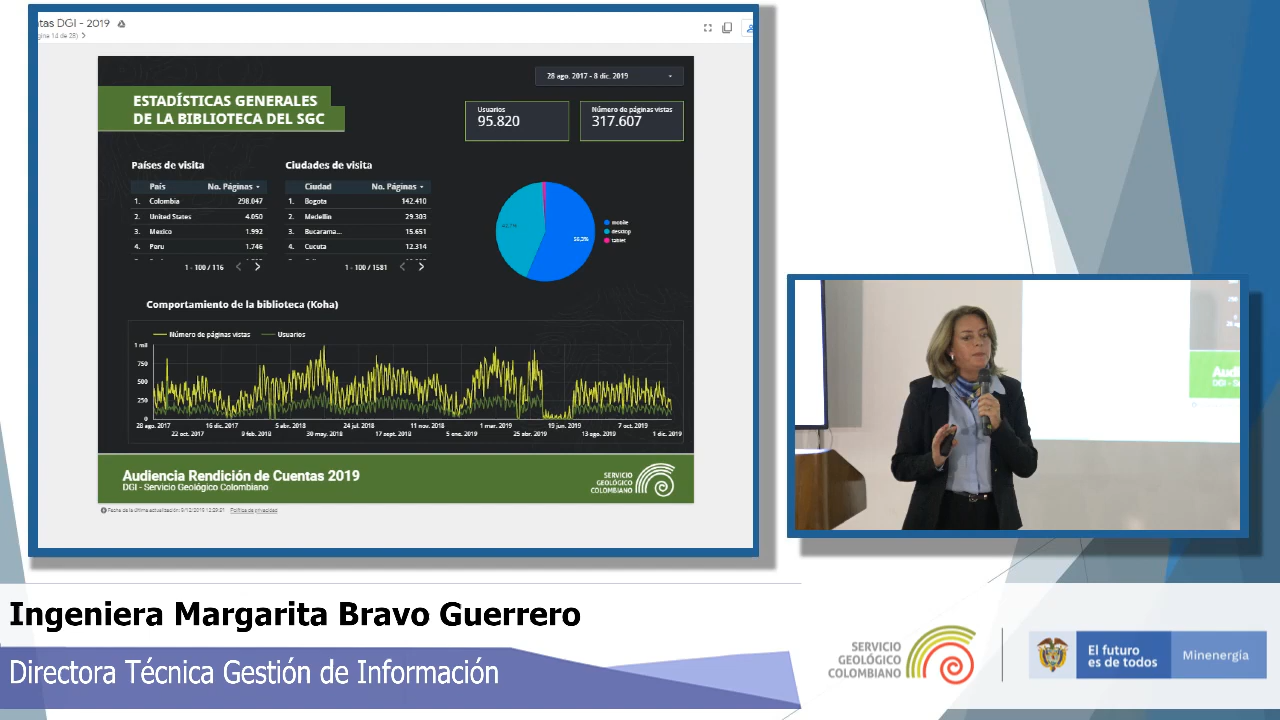 tas DGI - 2019
gina 14 de 28)
28 ago. 2017 - 8 dic. 2019
ESTADÍSTICAS GENERALES
DE LA BIBLIOTECA DEL SGC
Usuarios
95.820
Número de páginas vistas
317.607
Países de visita
País No. Páginas
1. Colombia 298.047
2. United States 4.050
3. Mexico 1.992
4. Peru 1.746
1 - 100 / 116
Ciudades de visita
Ciudad No. Páginas
1. Bogota 142.410
2. Medellin 29.303
3. Bucarama... 15.651
4. Cucuta 12.314
1 - 100 / 1581
mobile
desktop
tablet
Comportamiento de la biblioteca (Koha)
Número de páginas vistas Usuarios
1 mil
750
500
250
0
28 ago. 2017 16 dic. 2017 5 abr. 2018 24 jul. 2018 11 nov. 2018 1 mar. 2019 19 jun. 2019 7 oct. 2019
22 oct. 2017 9 feb. 2018 30 may. 2018 17 sept. 2018 5 ene. 2019 25 abr. 2019 13 ago. 2019 1 dic. 2019
Audiencia Rendición de Cuentas 2019
DGI - Servicio Geológico Colombiano
SERVICIO
GEOLÓGICO
COLOMBIANO
Política de privacidad
Ingeniera Margarita Bravo Guerrero
Directora Técnica Gestión de Información
SERVICIO
GEOLÓGICO
COLOMBIANO
El futuro
es de todos
Minenergía